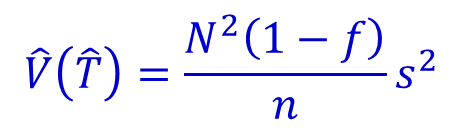 V̂(T̂) = N²(1 − f)/n s²